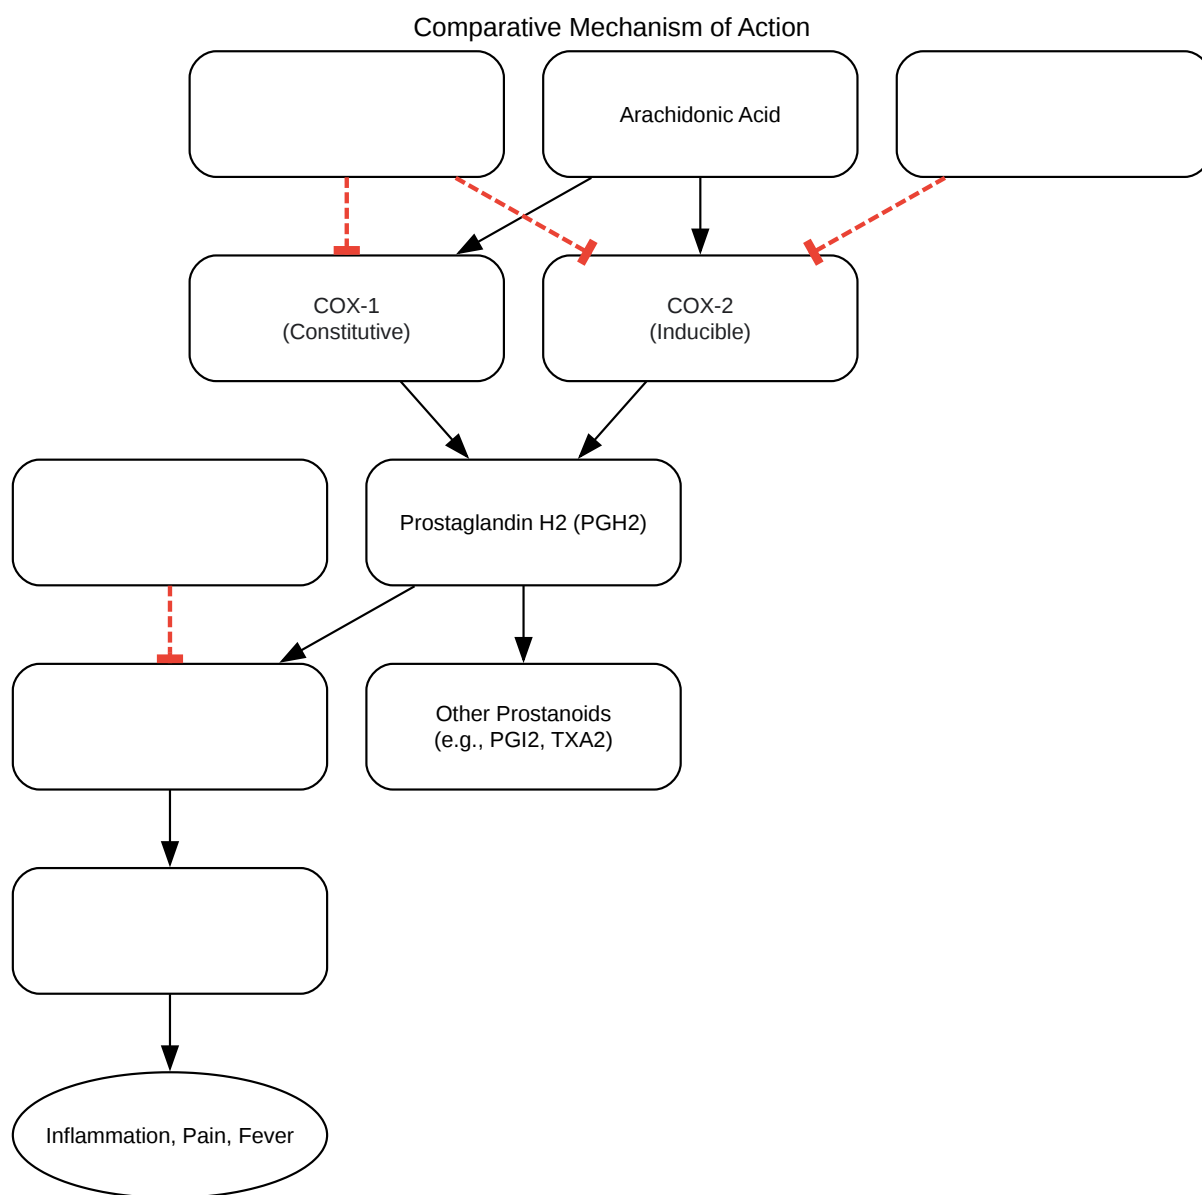 Comparative Mechanism of Action
Arachidonic Acid
COX-1
(Constitutive)
COX-2
(Inducible)
Prostaglandin H2 (PGH2)
Other Prostanoids
(e.g., PGI2, TXA2)
Inflammation, Pain, Fever